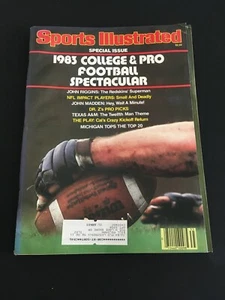 Sports Illustrated
SPECIAL ISSUE
1983 COLLEGE & PRO
FOOTBALL
SPECTACULAR
JOHN RIGGINS: The Redskins' Superman
NFL IMPACT PLAYERS: Small and Deadly
JOHN MADDEN: Hey, Wait A Minute!
DR. Z's PRO PICKS
TEXAS A&M: The Twelfth Man Theme
THE PLAY: Cal's Crazy Kickoff Return
MICHIGAN TOPS THE TOP 20